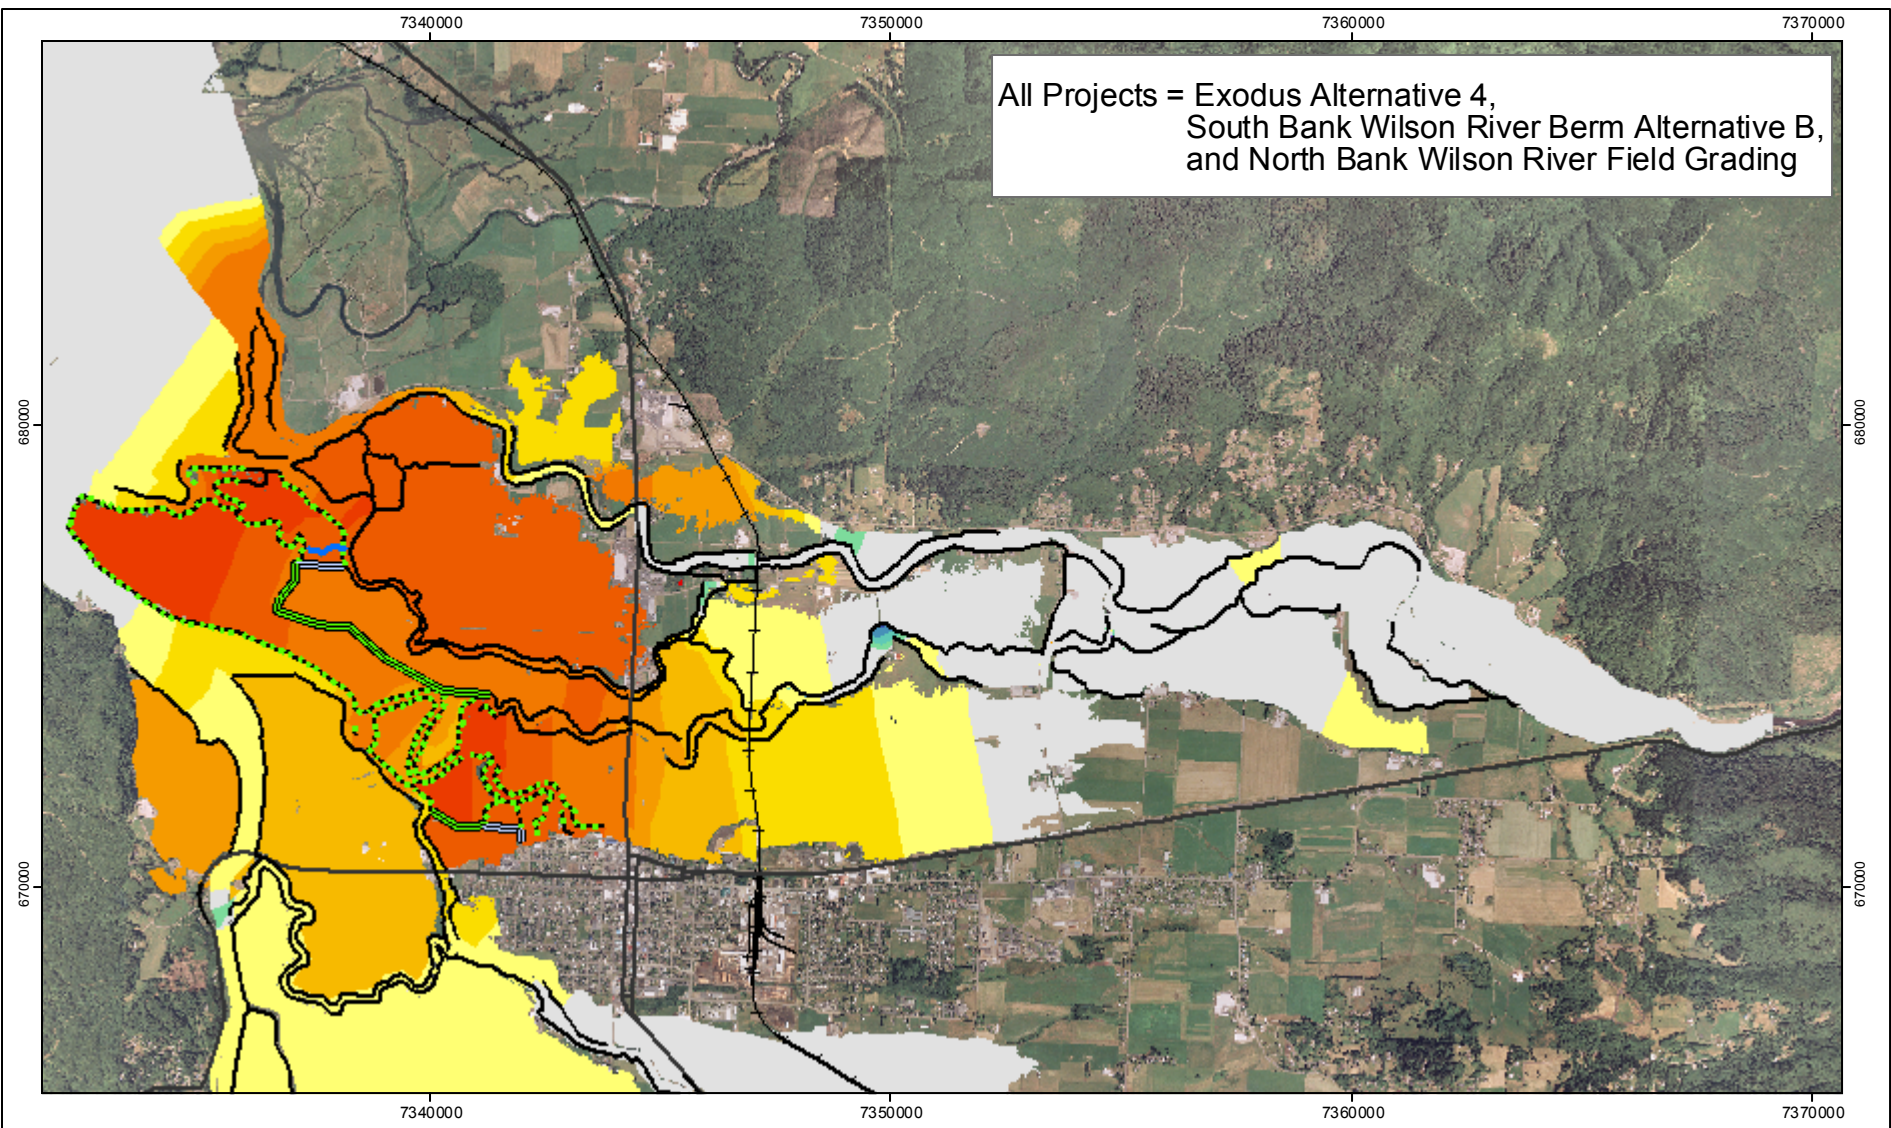 7340000 7350000 7360000 7370000
All Projects = Exodus Alternative 4,
South Bank Wilson River Berm Alternative B,
and North Bank Wilson River Field Grading
680000 680000
670000 670000
7340000 7350000 7360000 7370000